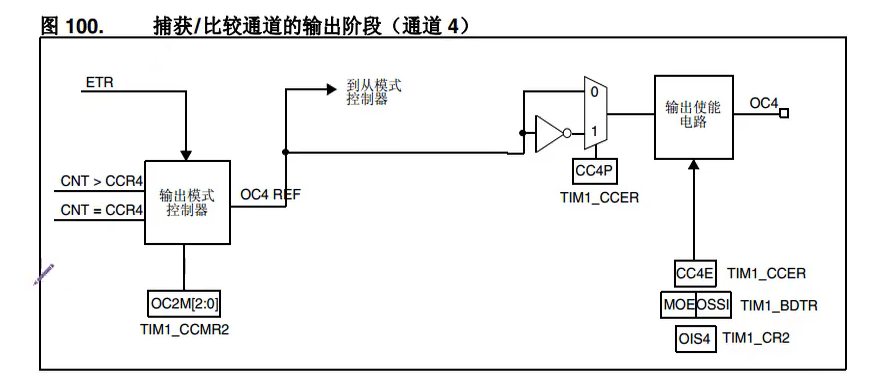 图 100. 捕获/比较通道的输出阶段（通道 4）
ETR
到从模式
控制器
0
1
输出使能
电路
OC4
CC4P
TIM1_CCER
CNT > CCR4
CNT = CCR4
输出模式
控制器
OC4 REF
OC2M[2:0]
TIM1_CCMR2
CC4E TIM1_CCER
MOE OSSI TIM1_BDTR
OIS4 TIM1_CR2